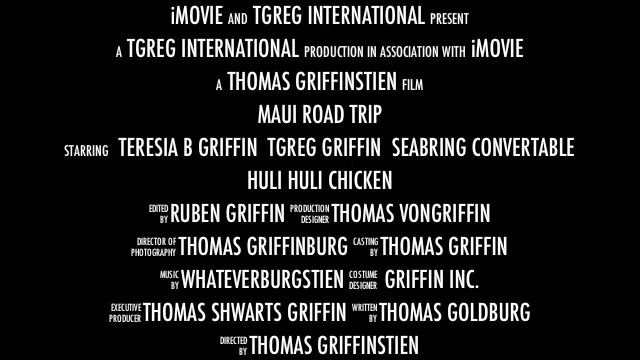 iMOVIE AND TGREG INTERNATIONAL PRESENT
A TGREG INTERNATIONAL PRODUCTION IN ASSOCIATION WITH iMOVIE
A THOMAS GRIFFINSTIEN FILM
MAUI ROAD TRIP
STARRING TERESIA B GRIFFIN TGREG GRIFFIN SEABRING CONVERTABLE
HULI HULI CHICKEN
EDITED BY RUBEN GRIFFIN PRODUCTION DESIGNER THOMAS VONGRIFFIN
DIRECTOR OF PHOTOGRAPHY THOMAS GRIFFINBURG CASTING BY THOMAS GRIFFIN
MUSIC BY WHATEVERBURGSTIEN COSTUME DESIGNER GRIFFIN INC.
EXECUTIVE PRODUCER THOMAS SHWARTS GRIFFIN WRITTEN BY THOMAS GOLDBURG
DIRECTED BY THOMAS GRIFFINSTIEN